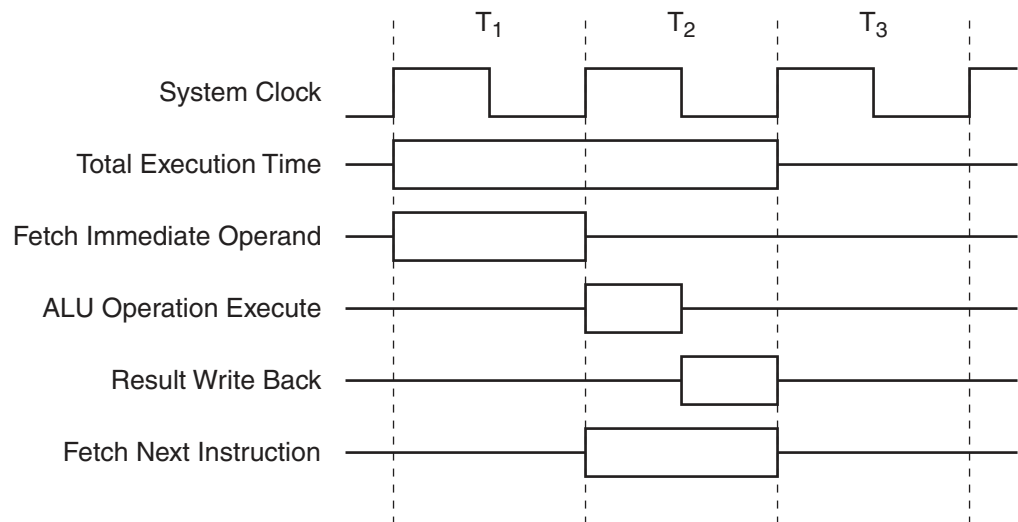 T1 T2 T3
System Clock
Total Execution Time
Fetch Immediate Operand
ALU Operation Execute
Result Write Back
Fetch Next Instruction